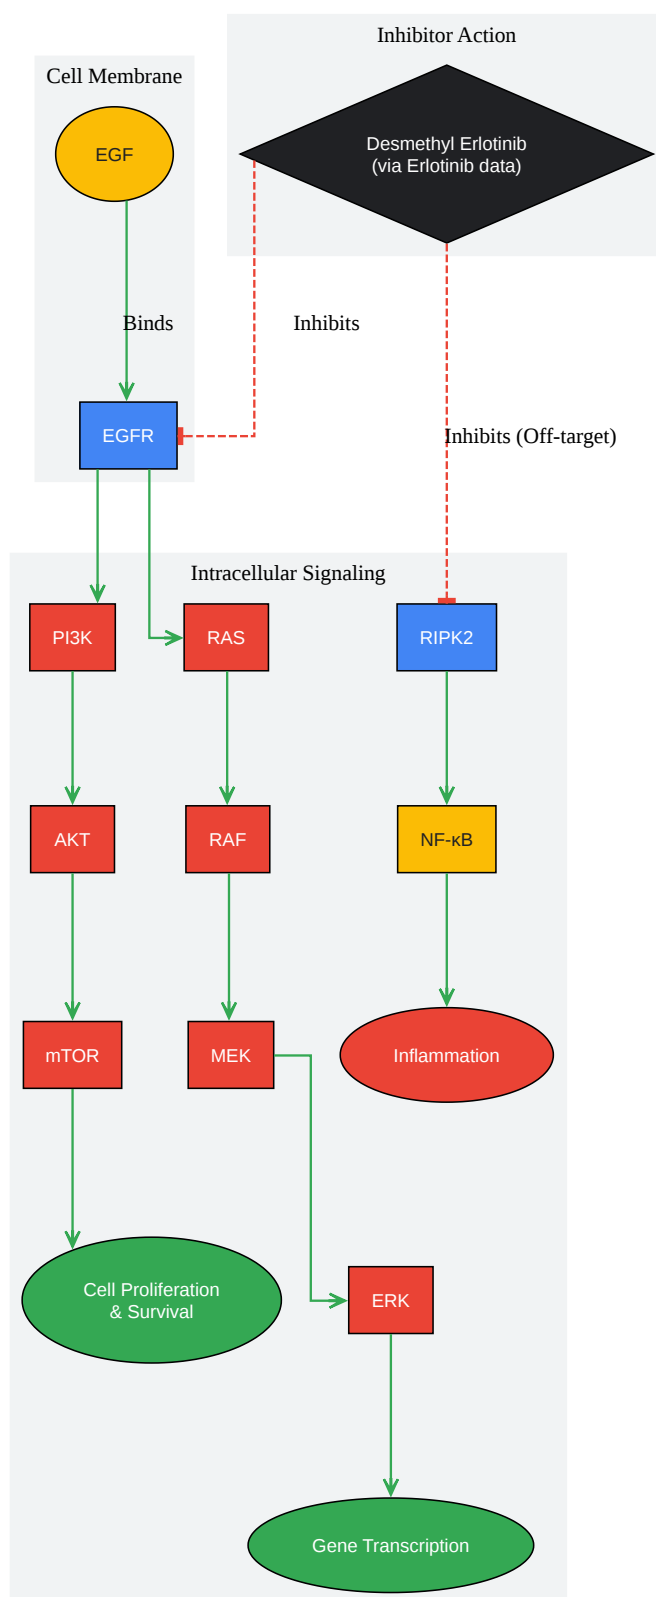 Inhibitor Action
Cell Membrane
EGF
Desmethyl Erlotinib
(via Erlotinib data)
Binds
Inhibits
EGFR
Inhibits (Off-target)
Intracellular Signaling
PI3K
RAS
RIPK2
AKT
RAF
NF-κB
mTOR
MEK
Inflammation
Cell Proliferation
& Survival
ERK
Gene Transcription